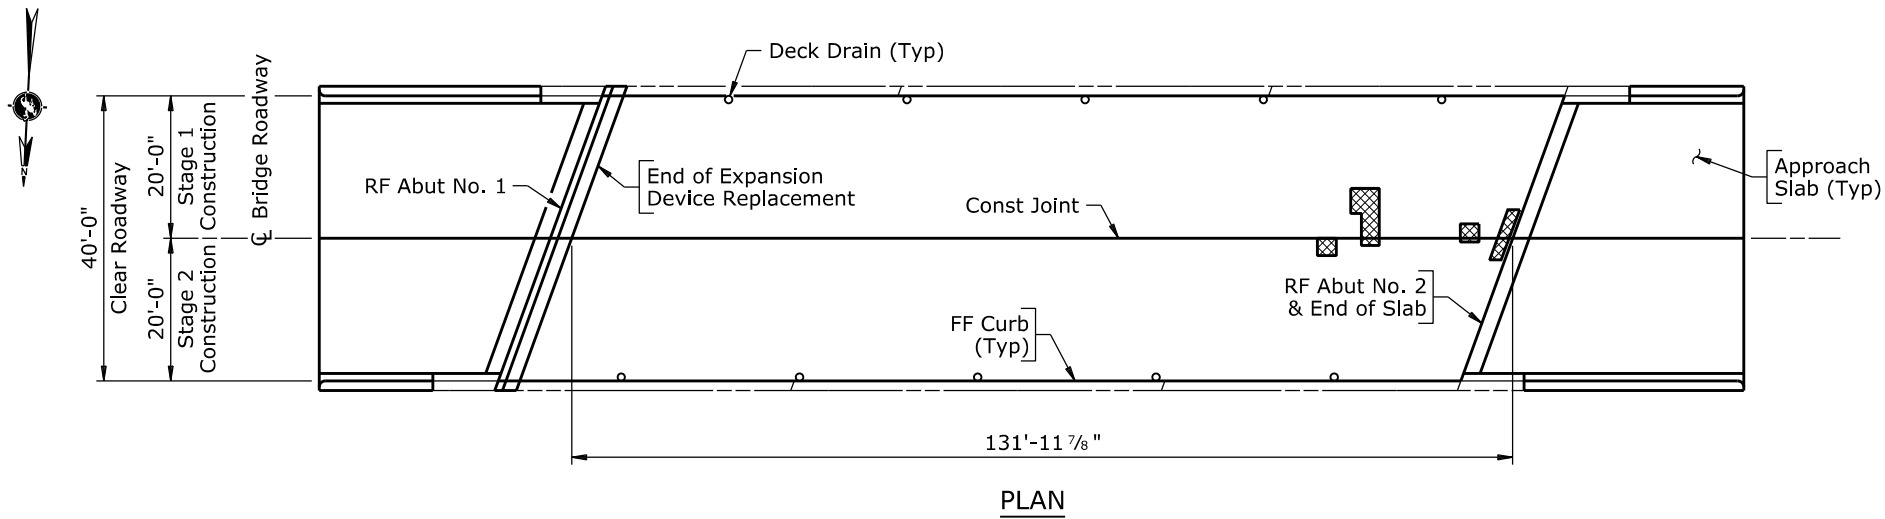 Deck Drain (Typ)
40'-0"
Clear Roadway
20'-0"
Stage 1
Construction
20'-0"
Stage 2
Construction
℄ Bridge Roadway
N
RF Abut No. 1
End of Expansion
Device Replacement
Const Joint
Approach
Slab (Typ)
RF Abut No. 2
& End of Slab
FF Curb
(Typ)
131'-11 ⅞"
PLAN